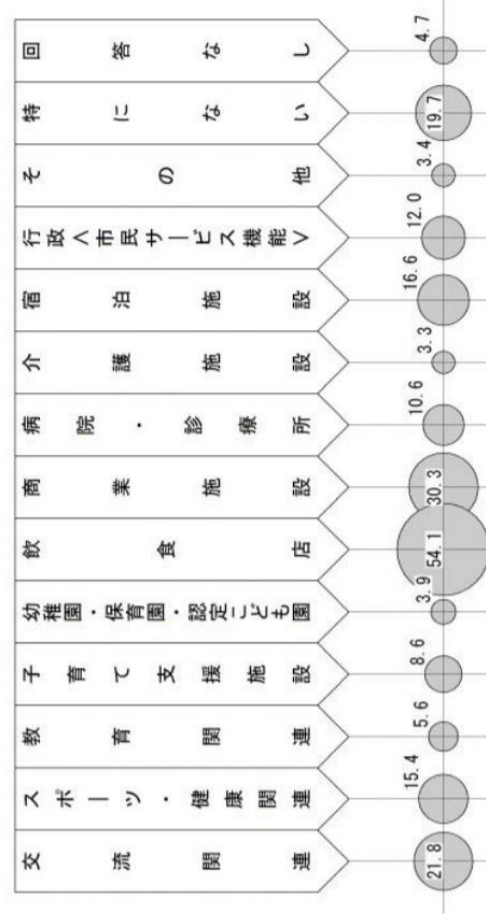 交流関連
スポーツ・健康関連
教育関連
子育て支援施設
幼稚園・保育園・認定こども園
飲食店
商業施設
病院・診療所
介護施設
宿泊施設
行政<市民サービス機能>
その他
特にない
回答なし
21.8
15.4
5.6
8.6
3.9
54.1
30.3
10.6
3.3
16.6
12.0
3.4
19.7
4.7